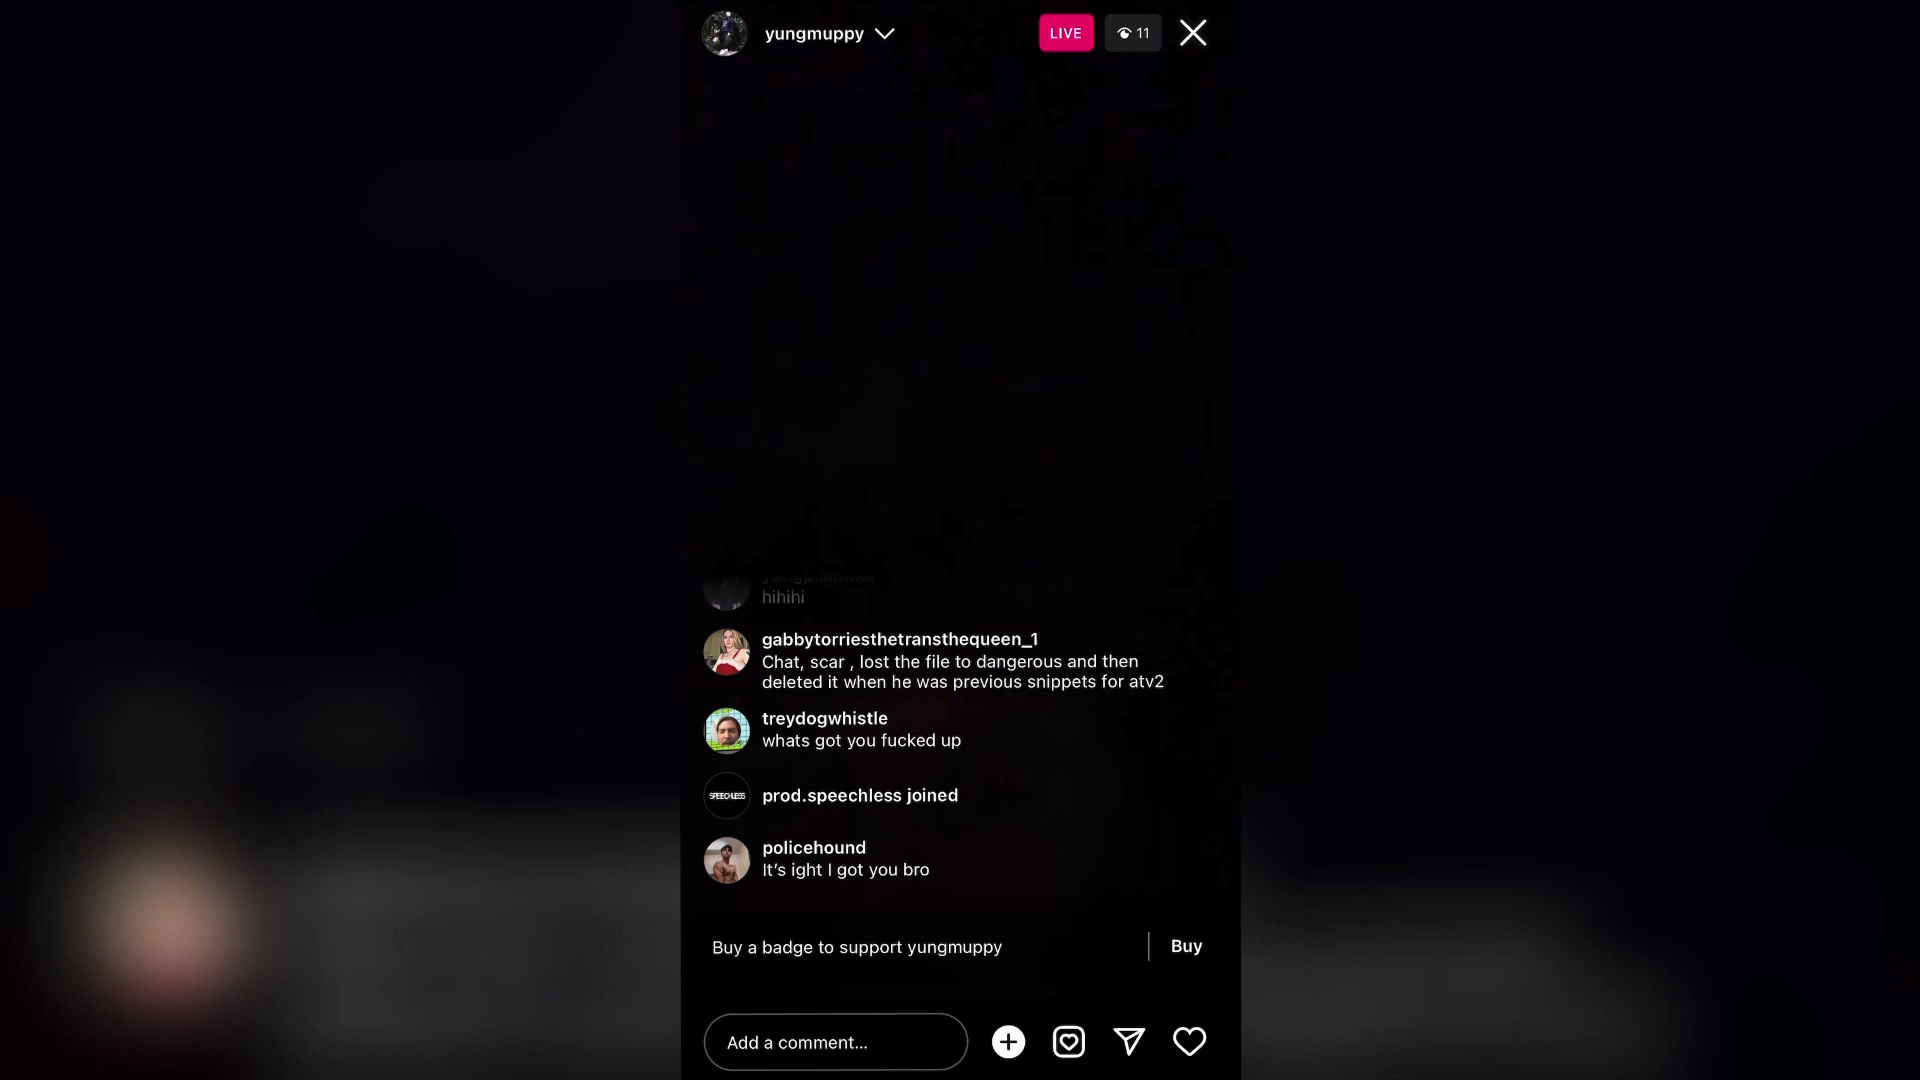 yungmuppy
LIVE
11
hihihi
gabbytorriesthetransthequeen_1
Chat, scar , lost the file to dangerous and then
deleted it when he was previous snippets for atv2
treydogwhistle
whats got you fucked up
SPEECHLESS
prod.speechless joined
policehound
It’s ight I got you bro
Buy a badge to support yungmuppy
Buy
Add a comment...